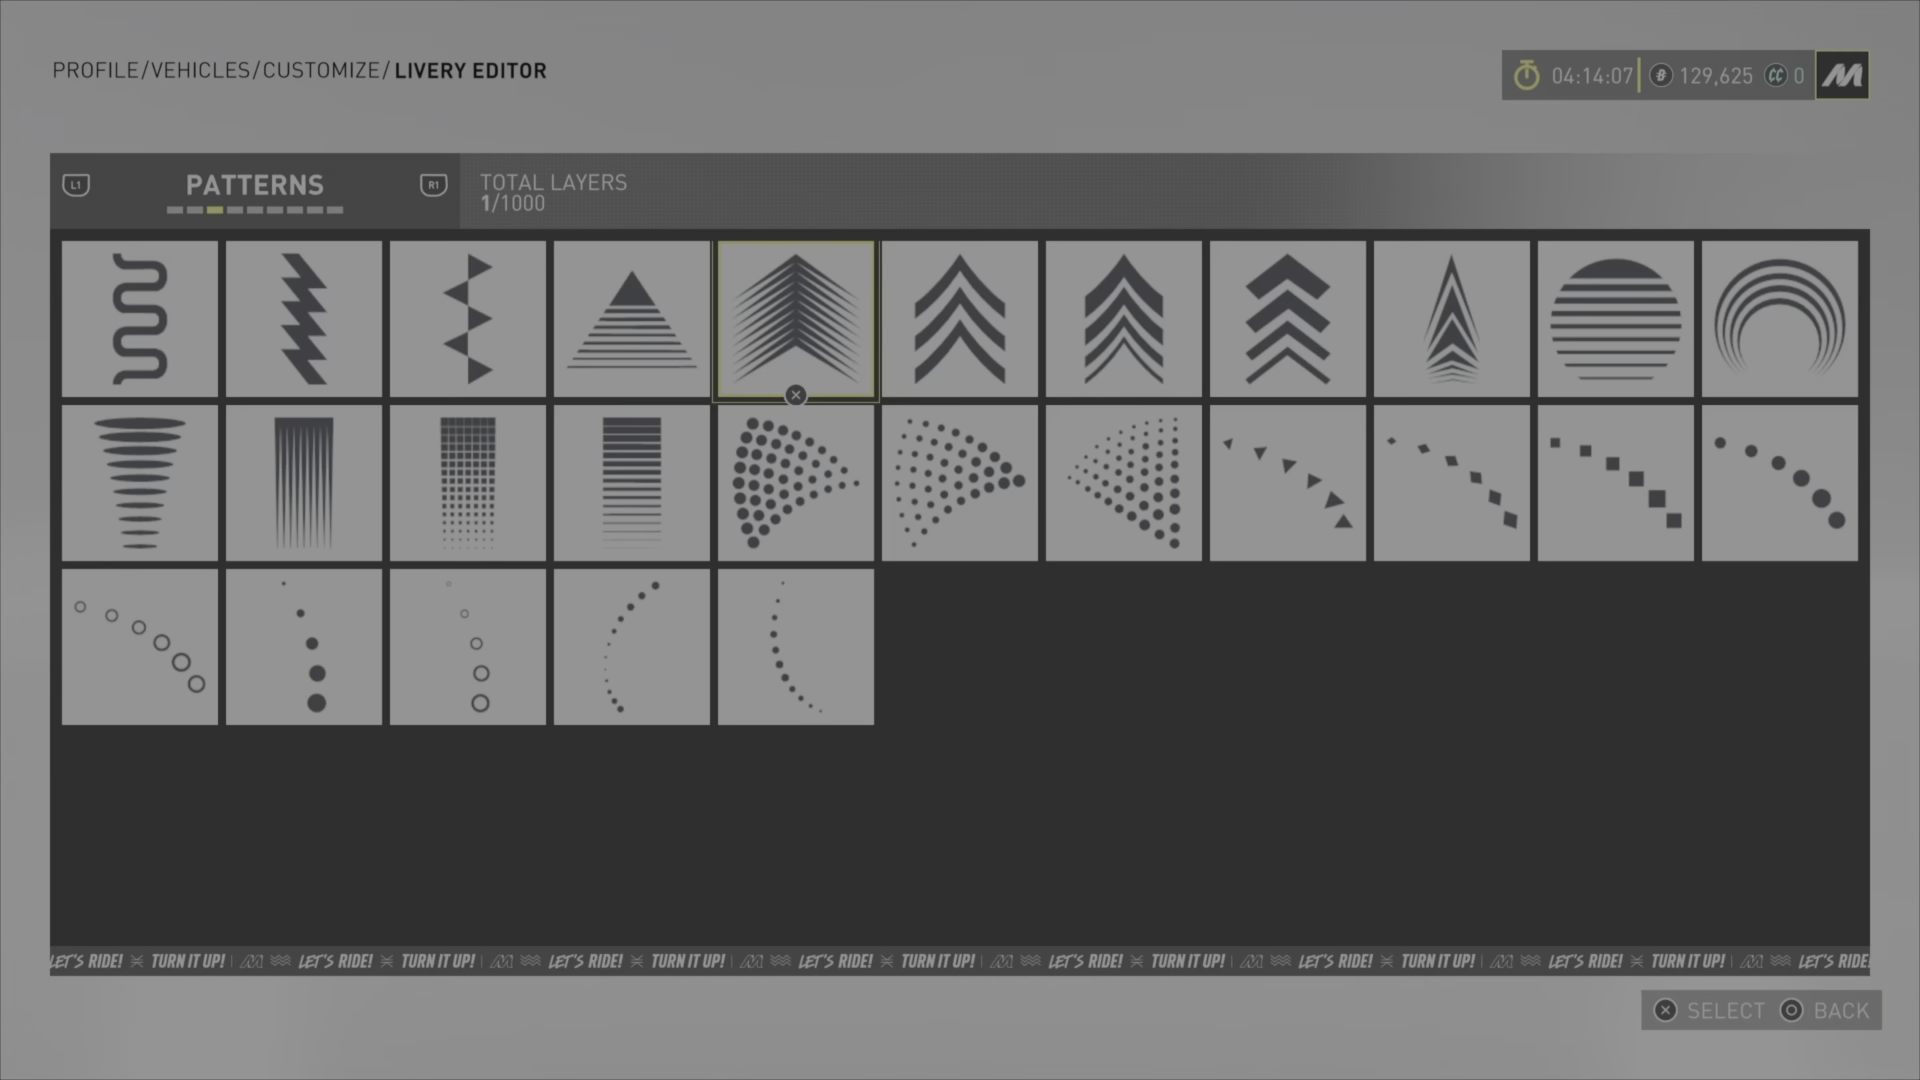 PROFILE/VEHICLES/CUSTOMIZE/ LIVERY EDITOR
04:14:07 129,625 CC 0
L1 PATTERNS R1
TOTAL LAYERS
1/1000
LET'S RIDE! TURN IT UP! LET'S RIDE! TURN IT UP! LET'S RIDE! TURN IT UP! LET'S RIDE! TURN IT UP! LET'S RIDE! TURN IT UP! LET'S RIDE! TURN IT UP! LET'S RIDE! TURN IT UP! LET'S RIDE!
SELECT BACK